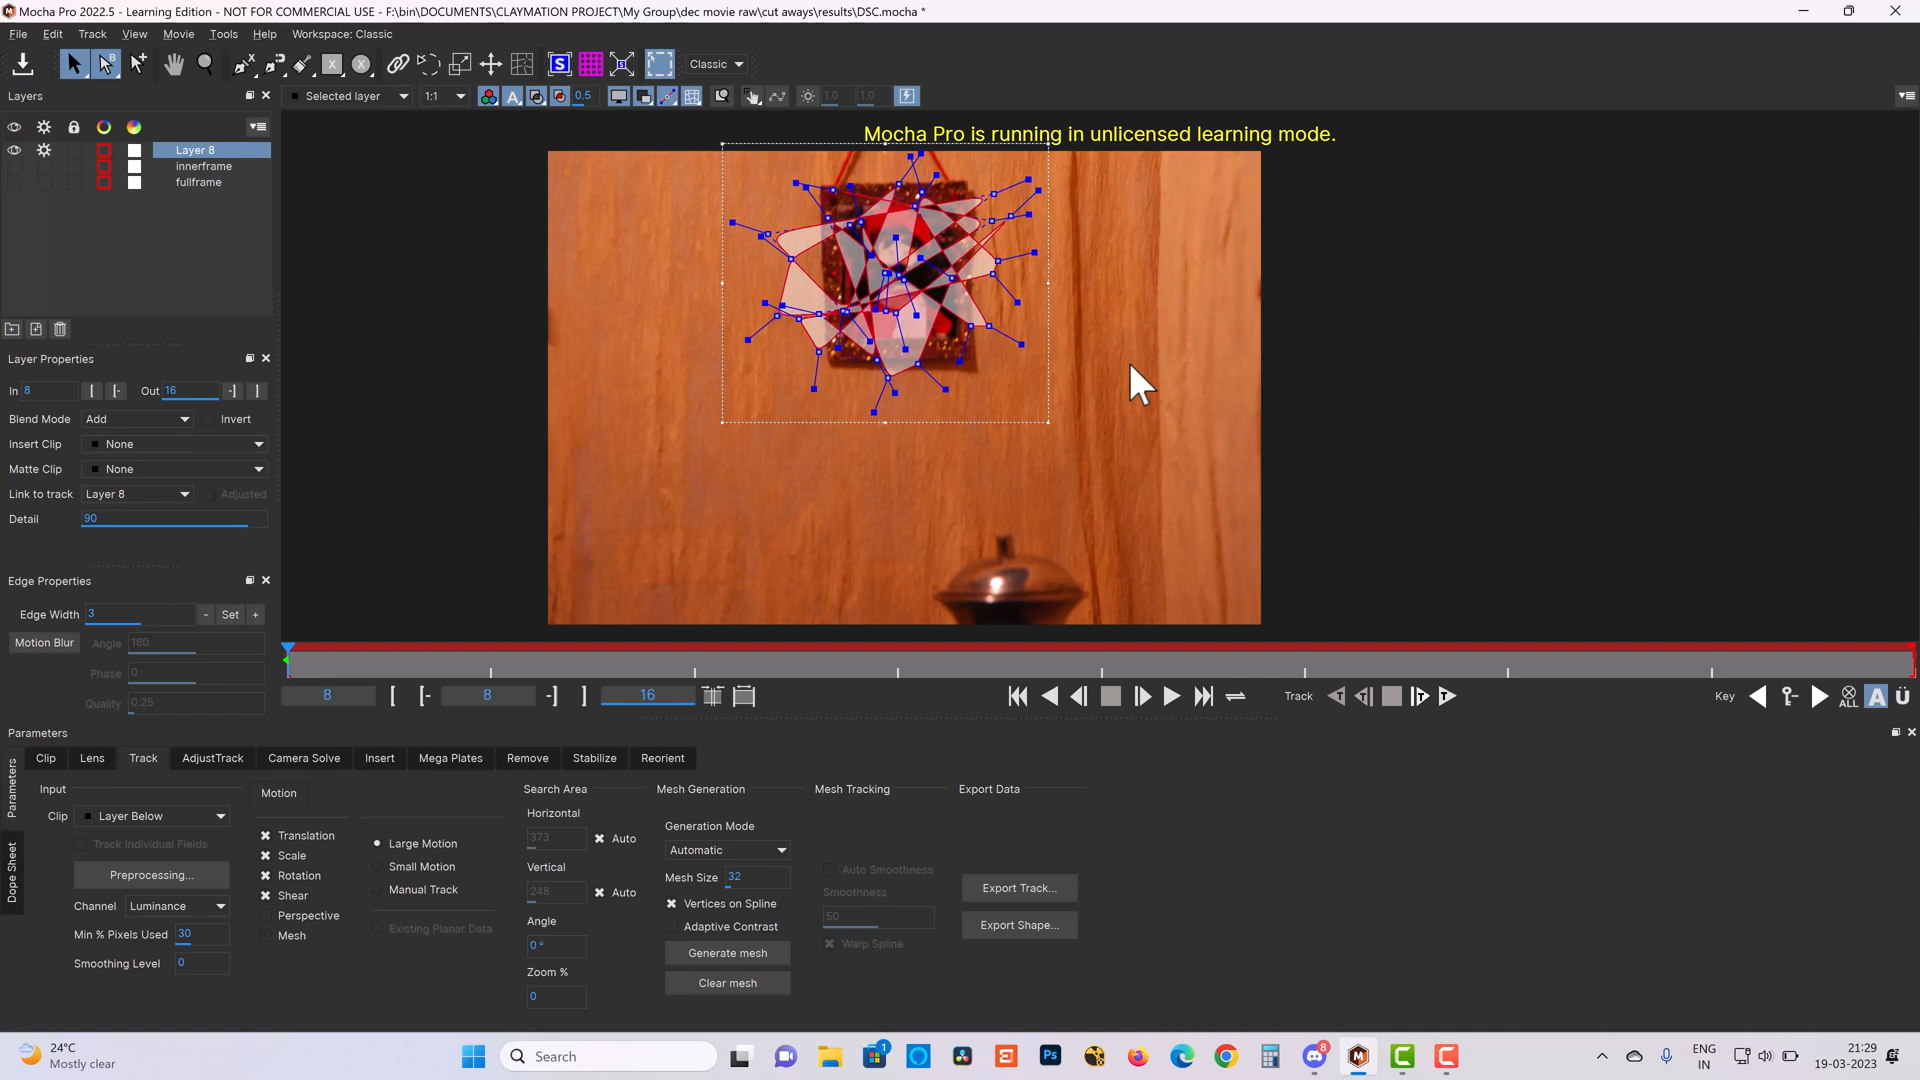 Mocha Pro 2022.5 - Learning Edition - NOT FOR COMMERCIAL USE - F:\bin\DOCUMENTS\CLAYMATION PROJECT\My Group\dec movie raw\cut aways\results\DSC.mocha *
File Edit Track View Movie Tools Help Workspace: Classic
S Classic
Layers Selected layer 1:1 A 0.5 1.0 1.0
Mocha Pro is running in unlicensed learning mode.
Layer 8
innerframe
fullframe
Layer Properties
In 8 [ [- Out 16 -] ]
Blend Mode Add Invert
Insert Clip None
Matte Clip None
Link to track Layer 8 Adjusted
Detail 90
Edge Properties
Edge Width 3 - Set +
Motion Blur Angle 180
Phase 0
Quality 0.25
8 [ [- 8 -] ] 16 Track Key ALL A Ü
Parameters
Clip Lens Track AdjustTrack Camera Solve Insert Mega Plates Remove Stabilize Reorient
Parameters
Dope Sheet
Input
Clip Layer Below
Track Individual Fields
Preprocessing...
Channel Luminance
Min % Pixels Used 30
Smoothing Level 0
Motion
Translation
Scale
Rotation
Shear
Perspective
Mesh
Large Motion
Small Motion
Manual Track
Existing Planar Data
Search Area
Horizontal
373 Auto
Vertical
248 Auto
Angle
0 °
Zoom %
0
Mesh Generation
Generation Mode
Automatic
Mesh Size 32
Vertices on Spline
Adaptive Contrast
Generate mesh
Clear mesh
Mesh Tracking
Auto Smoothness
Smoothness
50
Warp Spline
Export Data
Export Track...
Export Shape...
24°C
Mostly clear
Search
1
Ps
8
ENG
IN
21:29
19-03-2023